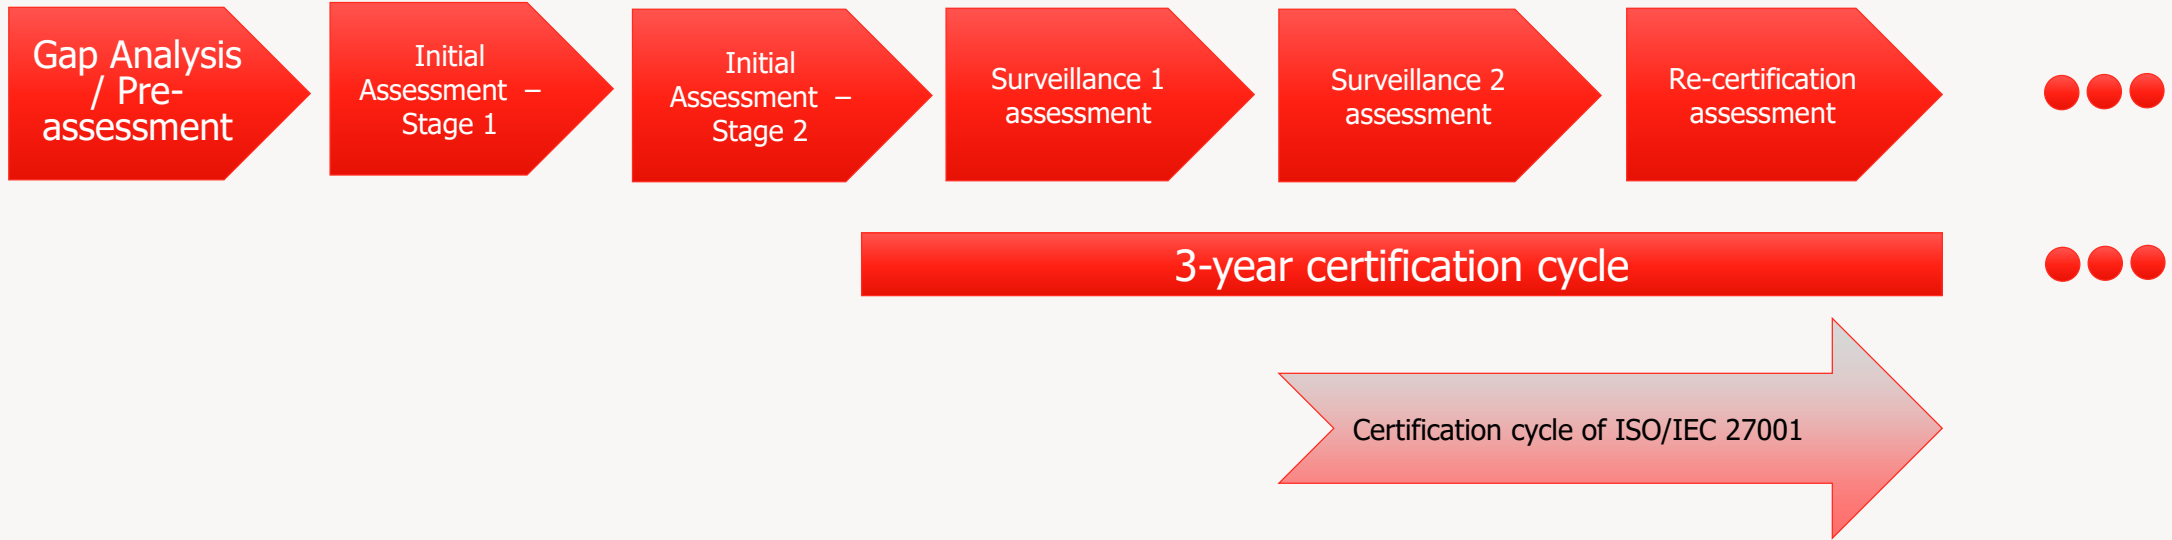 Gap Analysis
/ Pre-
assessment
Initial
Assessment –
Stage 1
Initial
Assessment –
Stage 2
Surveillance 1
assessment
Surveillance 2
assessment
Re-certification
assessment
3-year certification cycle
Certification cycle of ISO/IEC 27001